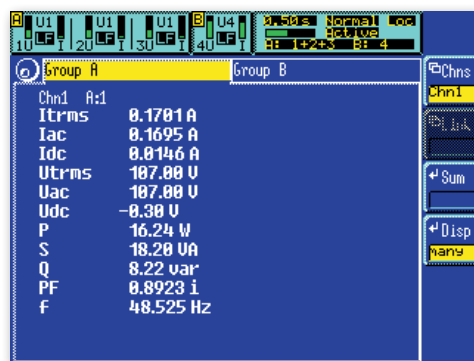 A U1 U1 U1 B U4 0.50s Normal Loc
LF LF LF LF Active
1U I 2U I 3U I 4U I A: 1+2+3 B: 4
Group A Group B
Chns
Chn1
Link
Sum
Disp
many
Chn1 A:1
Itrms 0.1701 A
Iac 0.1695 A
Idc 0.0146 A
Utrms 107.00 V
Uac 107.00 V
Udc -0.30 V
P 16.24 W
S 18.20 VA
Q 8.22 var
PF 0.8923 i
f 48.525 Hz